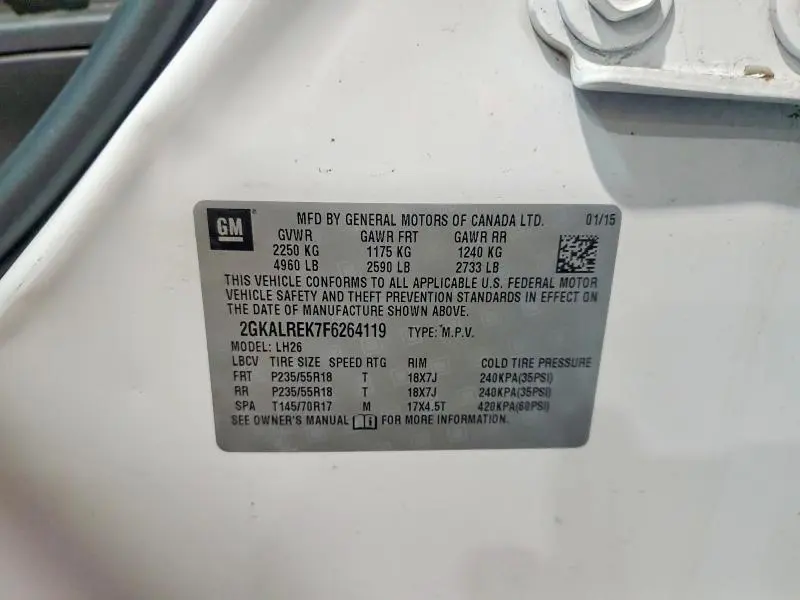 GM ® MFD BY GENERAL MOTORS OF CANADA LTD. 01/15
GVWR GAWR FRT GAWR RR
2250 KG 1175 KG 1240 KG
4960 LB 2590 LB 2733 LB
THIS VEHICLE CONFORMS TO ALL APPLICABLE U.S. FEDERAL MOTOR
VEHICLE SAFETY AND THEFT PREVENTION STANDARDS IN EFFECT ON
THE DATE OF MANUFACTURE SHOWN ABOVE.
2GKALREK7F6264119 TYPE: M.P.V.
MODEL: LH26
LBCV TIRE SIZE SPEED RTG RIM COLD TIRE PRESSURE
FRT P235/55R18 T 18X7J 240KPA(35PSI)
RR P235/55R18 T 18X7J 240KPA(35PSI)
SPA T145/70R17 M 17X4.5T 420KPA(60PSI)
SEE OWNER'S MANUAL FOR MORE INFORMATION.